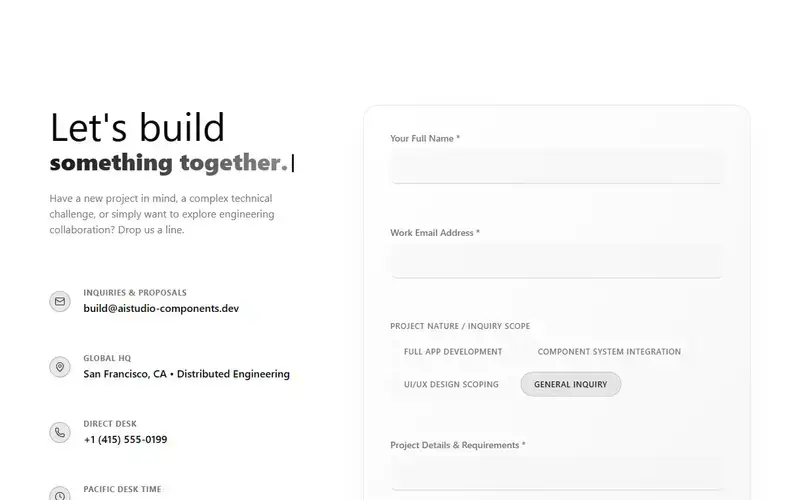 Let's build
something together.
Have a new project in mind, a complex technical
challenge, or simply want to explore engineering
collaboration? Drop us a line.
INQUIRIES & PROPOSALS
build@aistudio-components.dev
GLOBAL HQ
San Francisco, CA • Distributed Engineering
DIRECT DESK
+1 (415) 555-0199
PACIFIC DESK TIME
Your Full Name *
Work Email Address *
PROJECT NATURE / INQUIRY SCOPE
FULL APP DEVELOPMENT COMPONENT SYSTEM INTEGRATION
UI/UX DESIGN SCOPING GENERAL INQUIRY
Project Details & Requirements *